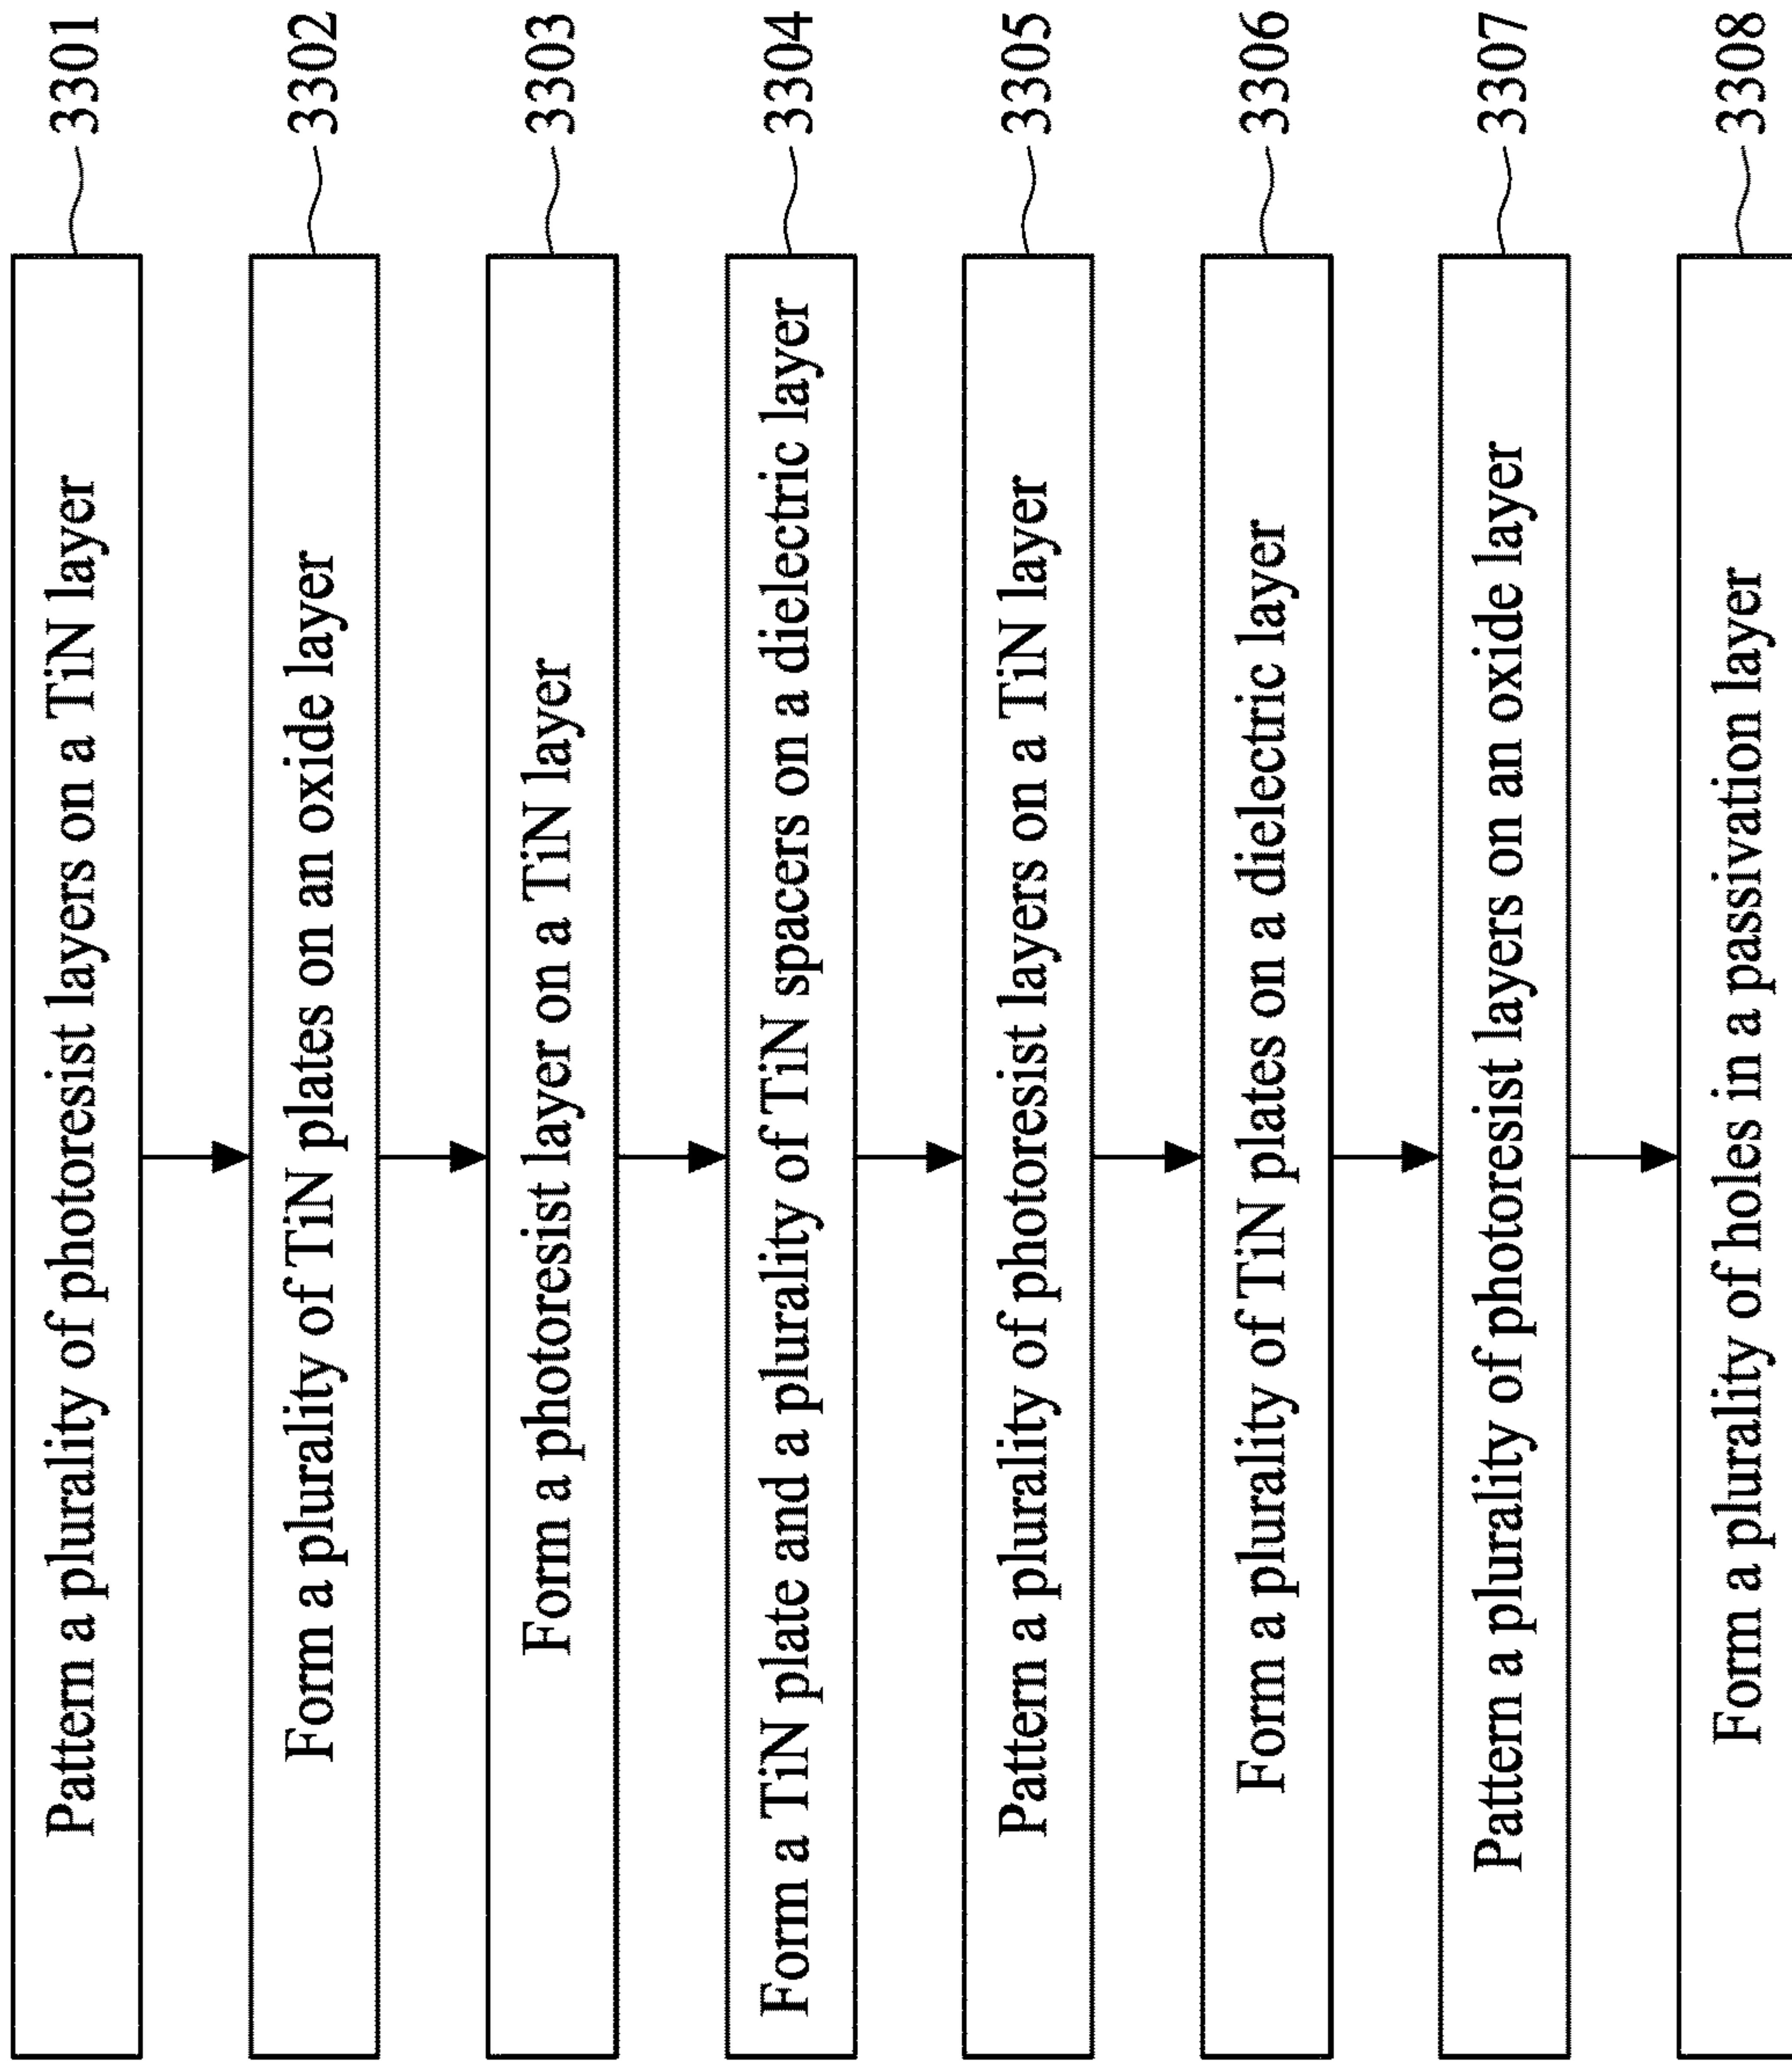 Pattern a plurality of photoresist layers on a TiN layer
3301
Form a plurality of TiN plates on an oxide layer
3302
Form a photoresist layer on a TiN layer
3303
Form a TiN plate and a plurality of TiN spacers on a dielectric layer
3304
Pattern a plurality of photoresist layers on a TiN layer
3305
Form a plurality of TiN plates on a dielectric layer
3306
Pattern a plurality of photoresist layers on an oxide layer
3307
Form a plurality of holes in a passivation layer
3308